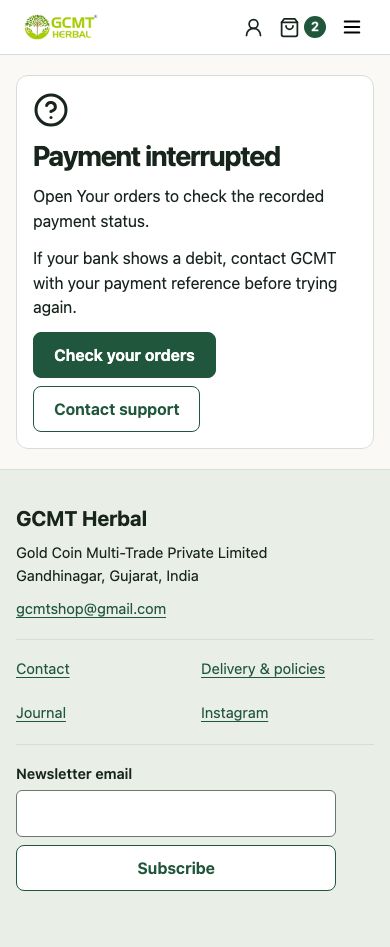 GCMT
HERBAL
2
Payment interrupted
Open Your orders to check the recorded
payment status.
If your bank shows a debit, contact GCMT
with your payment reference before trying
again.
Check your orders
Contact support
GCMT Herbal
Gold Coin Multi-Trade Private Limited
Gandhinagar, Gujarat, India
gcmtshop@gmail.com
Contact
Delivery & policies
Journal
Instagram
Newsletter email
Subscribe